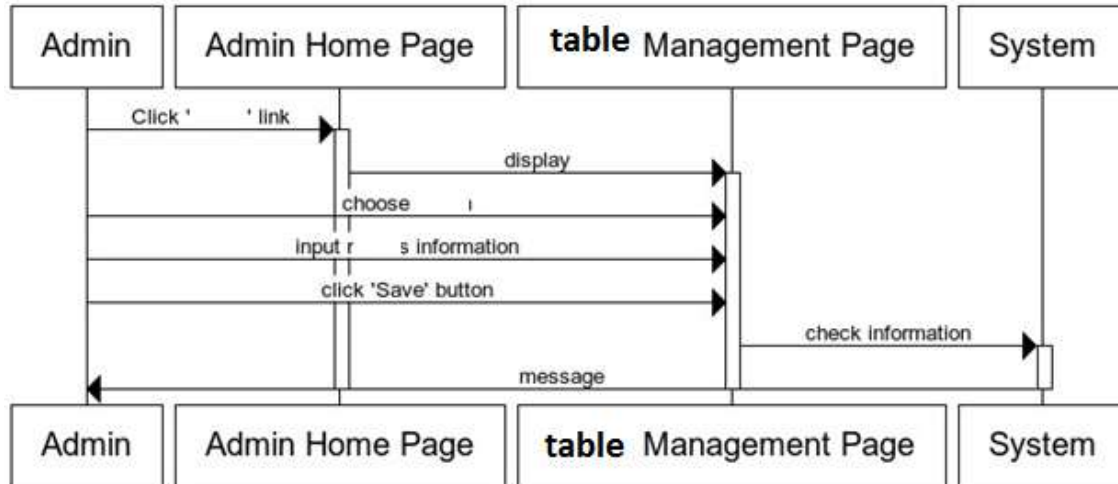 Admin
Admin Home Page
table Management Page
System
Click ' ' link
display
choose
input r s information
click 'Save' button
check information
message
Admin
Admin Home Page
table Management Page
System